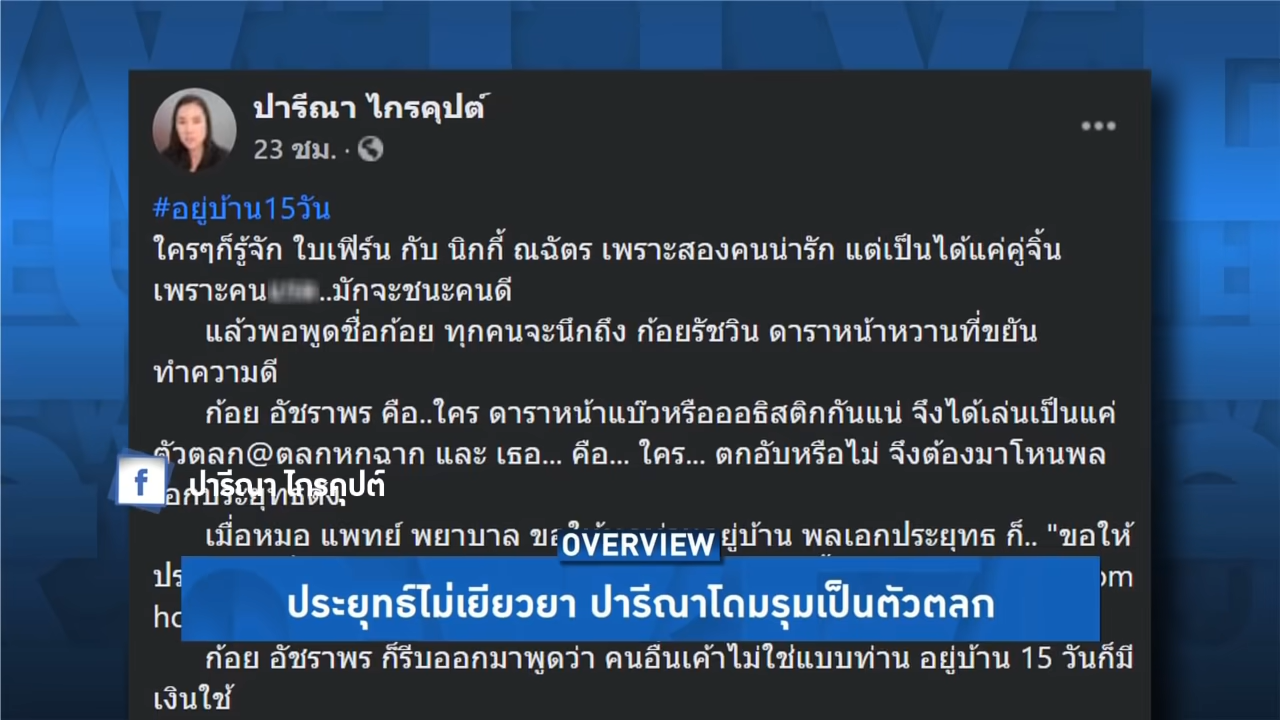 ปารีณา ไกรคุปต์
23 ชม. ·
#อยู่บ้าน15วัน
ใครๆก็รู้จัก ใบเฟิร์น กับ นิกกี้ ณฉัตร เพราะสองคนน่ารัก แต่เป็นได้แค่คู่จิ้น
เพราะคน ..มักจะชนะคนดี
แล้วพอพูดชื่อก้อย ทุกคนจะนึกถึง ก้อยรัชวิน ดาราหน้าหวานที่ขยัน
ทำความดี
ก้อย อัชราพร คือ..ใคร ดาราหน้าแบ๊วหรือออธิสติกกันแน่ จึงได้เล่นเป็นแค่
ตัวตลก@ตลกหกฉาก และ เธอ... คือ... ใคร... ตกอับหรือไม่ จึงต้องมาโหนพล
f ปารีณา ไกรคุปต์
เมื่อหมอ แพทย์ พยาบาล อยู่บ้าน พลเอกประยุทธ ก็.. "ขอให้
OVERVIEW
om
ประยุทธ์ไม่เยียวยา ปารีณาโดมรุมเป็นตัวตลก
ก้อย อัชราพร ก็รีบออกมาพูดว่า คนอื่นเค้าไม่ใช่แบบท่าน อยู่บ้าน 15 วันก็มี
เงินใช้